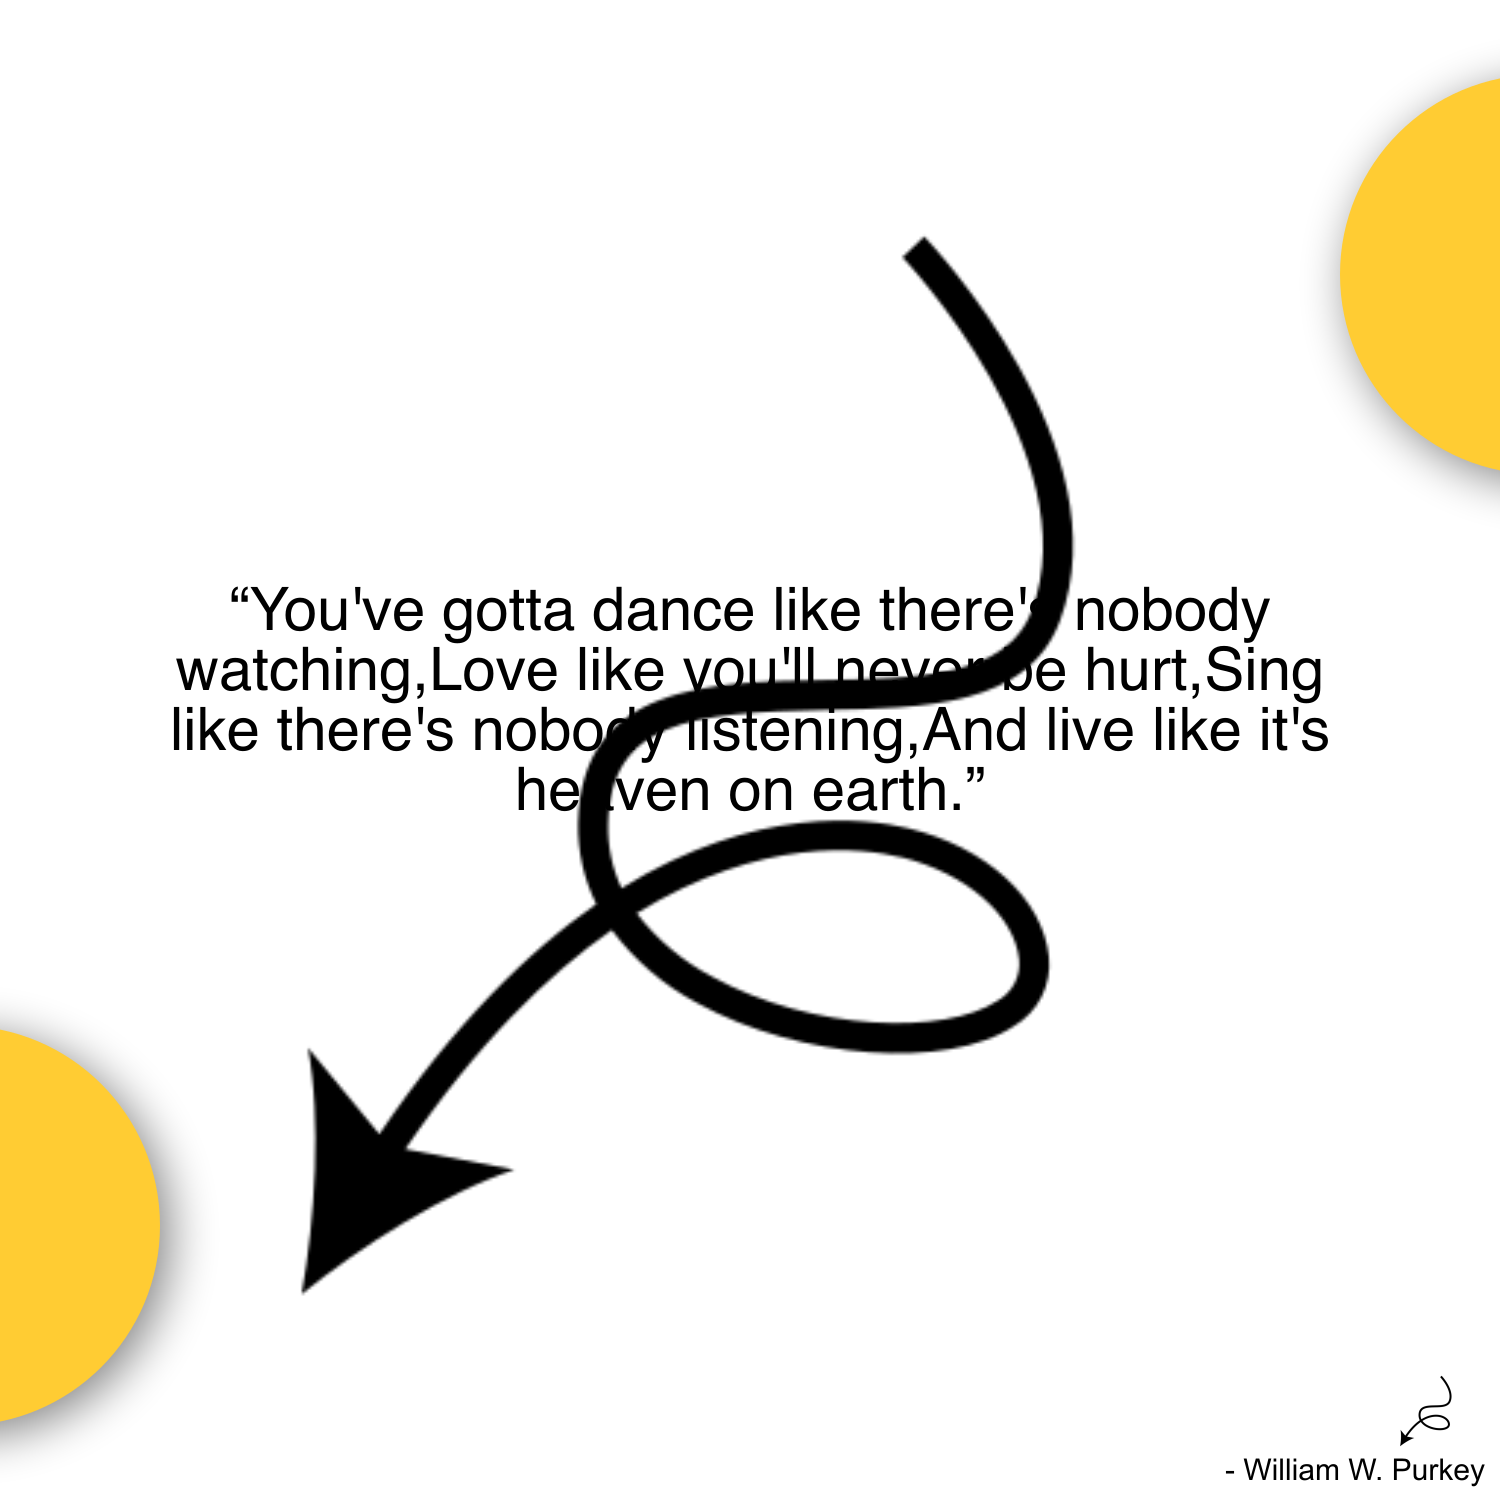 “You've gotta dance like there's nobody
watching,Love like you'll never be hurt,Sing
like there's nobody listening,And live like it's
heaven on earth.”
- William W. Purkey